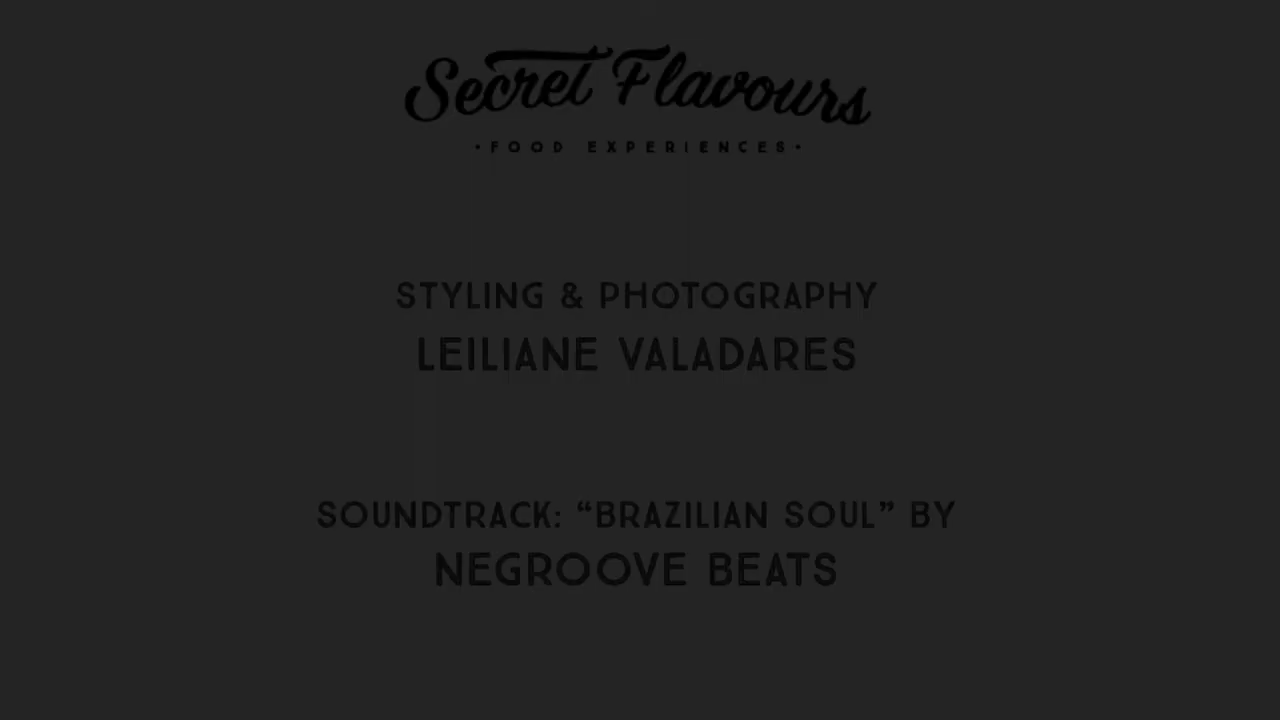 Secret Flavours
•FOOD EXPERIENCES•
STYLING & PHOTOGRAPHY
LEILIANE VALADARES
SOUNDTRACK: “BRAZILIAN SOUL” BY
NEGROOVE BEATS